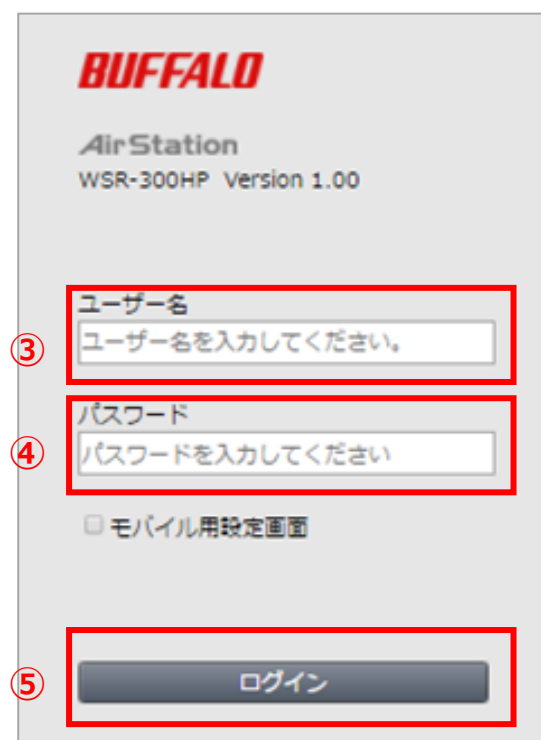 BUFFALO
AirStation
WSR-300HP Version 1.00
ユーザー名
③ ユーザー名を入力してください。
パスワード
④ パスワードを入力してください
モバイル用設定画面
⑤ ログイン